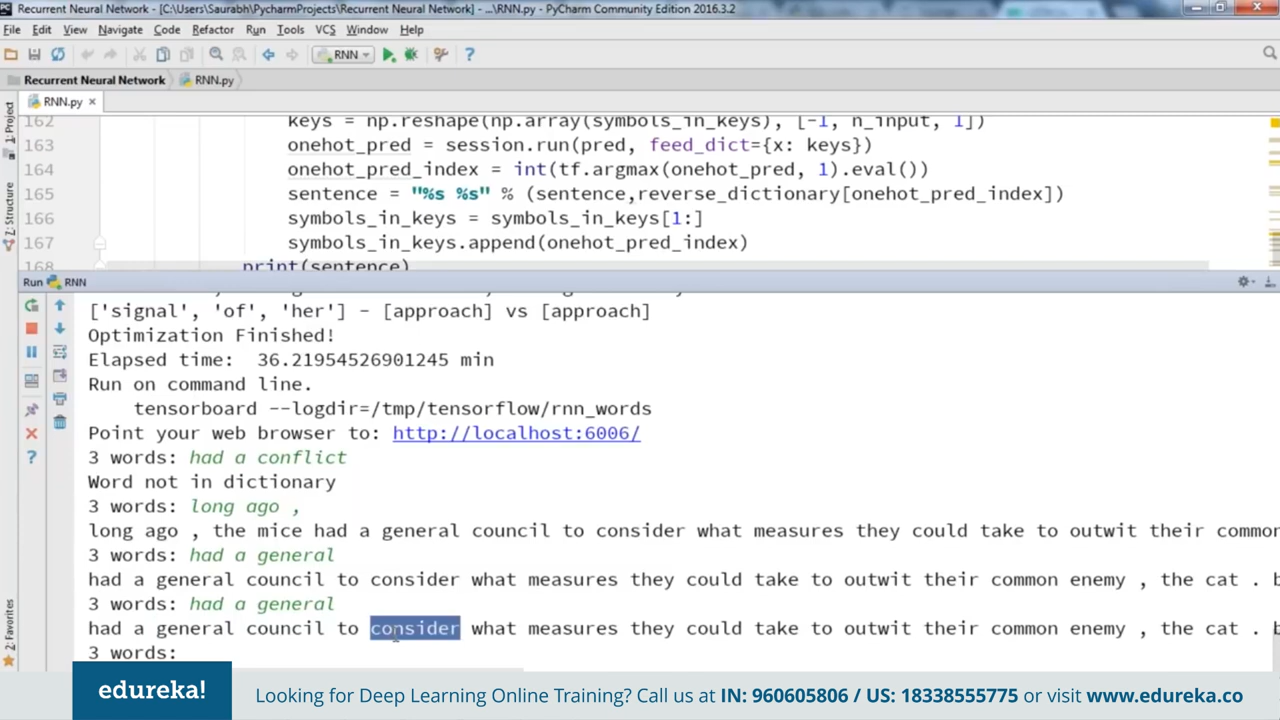 Recurrent Neural Network - [C:\Users\Saurabh\PycharmProjects\Recurrent Neural Network] - ...\RNN.py - PyCharm Community Edition 2016.3.2
File Edit View Navigate Code Refactor Run Tools VCS Window Help
RNN
Recurrent Neural Network RNN.py
RNN.py
1: Project
Z: Structure
2: Favorites
162 keys = np.reshape(np.array(symbols_in_keys), [-1, n_input, 1])
163 onehot_pred = session.run(pred, feed_dict={x: keys})
164 onehot_pred_index = int(tf.argmax(onehot_pred, 1).eval())
165 sentence = "%s %s" % (sentence,reverse_dictionary[onehot_pred_index])
166 symbols_in_keys = symbols_in_keys[1:]
167 symbols_in_keys.append(onehot_pred_index)
168 print(sentence)
Run RNN
['signal', 'of', 'her'] - [approach] vs [approach]
Optimization Finished!
Elapsed time:  36.21954526901245 min
Run on command line.
tensorboard --logdir=/tmp/tensorflow/rnn_words
Point your web browser to: http://localhost:6006/
3 words: had a conflict
Word not in dictionary
3 words: long ago ,
long ago , the mice had a general council to consider what measures they could take to outwit their common
3 words: had a general
had a general council to consider what measures they could take to outwit their common enemy , the cat . b
3 words: had a general
had a general council to consider what measures they could take to outwit their common enemy , the cat . b
3 words:
edureka! Looking for Deep Learning Online Training? Call us at IN: 960605806 / US: 18338555775 or visit www.edureka.co